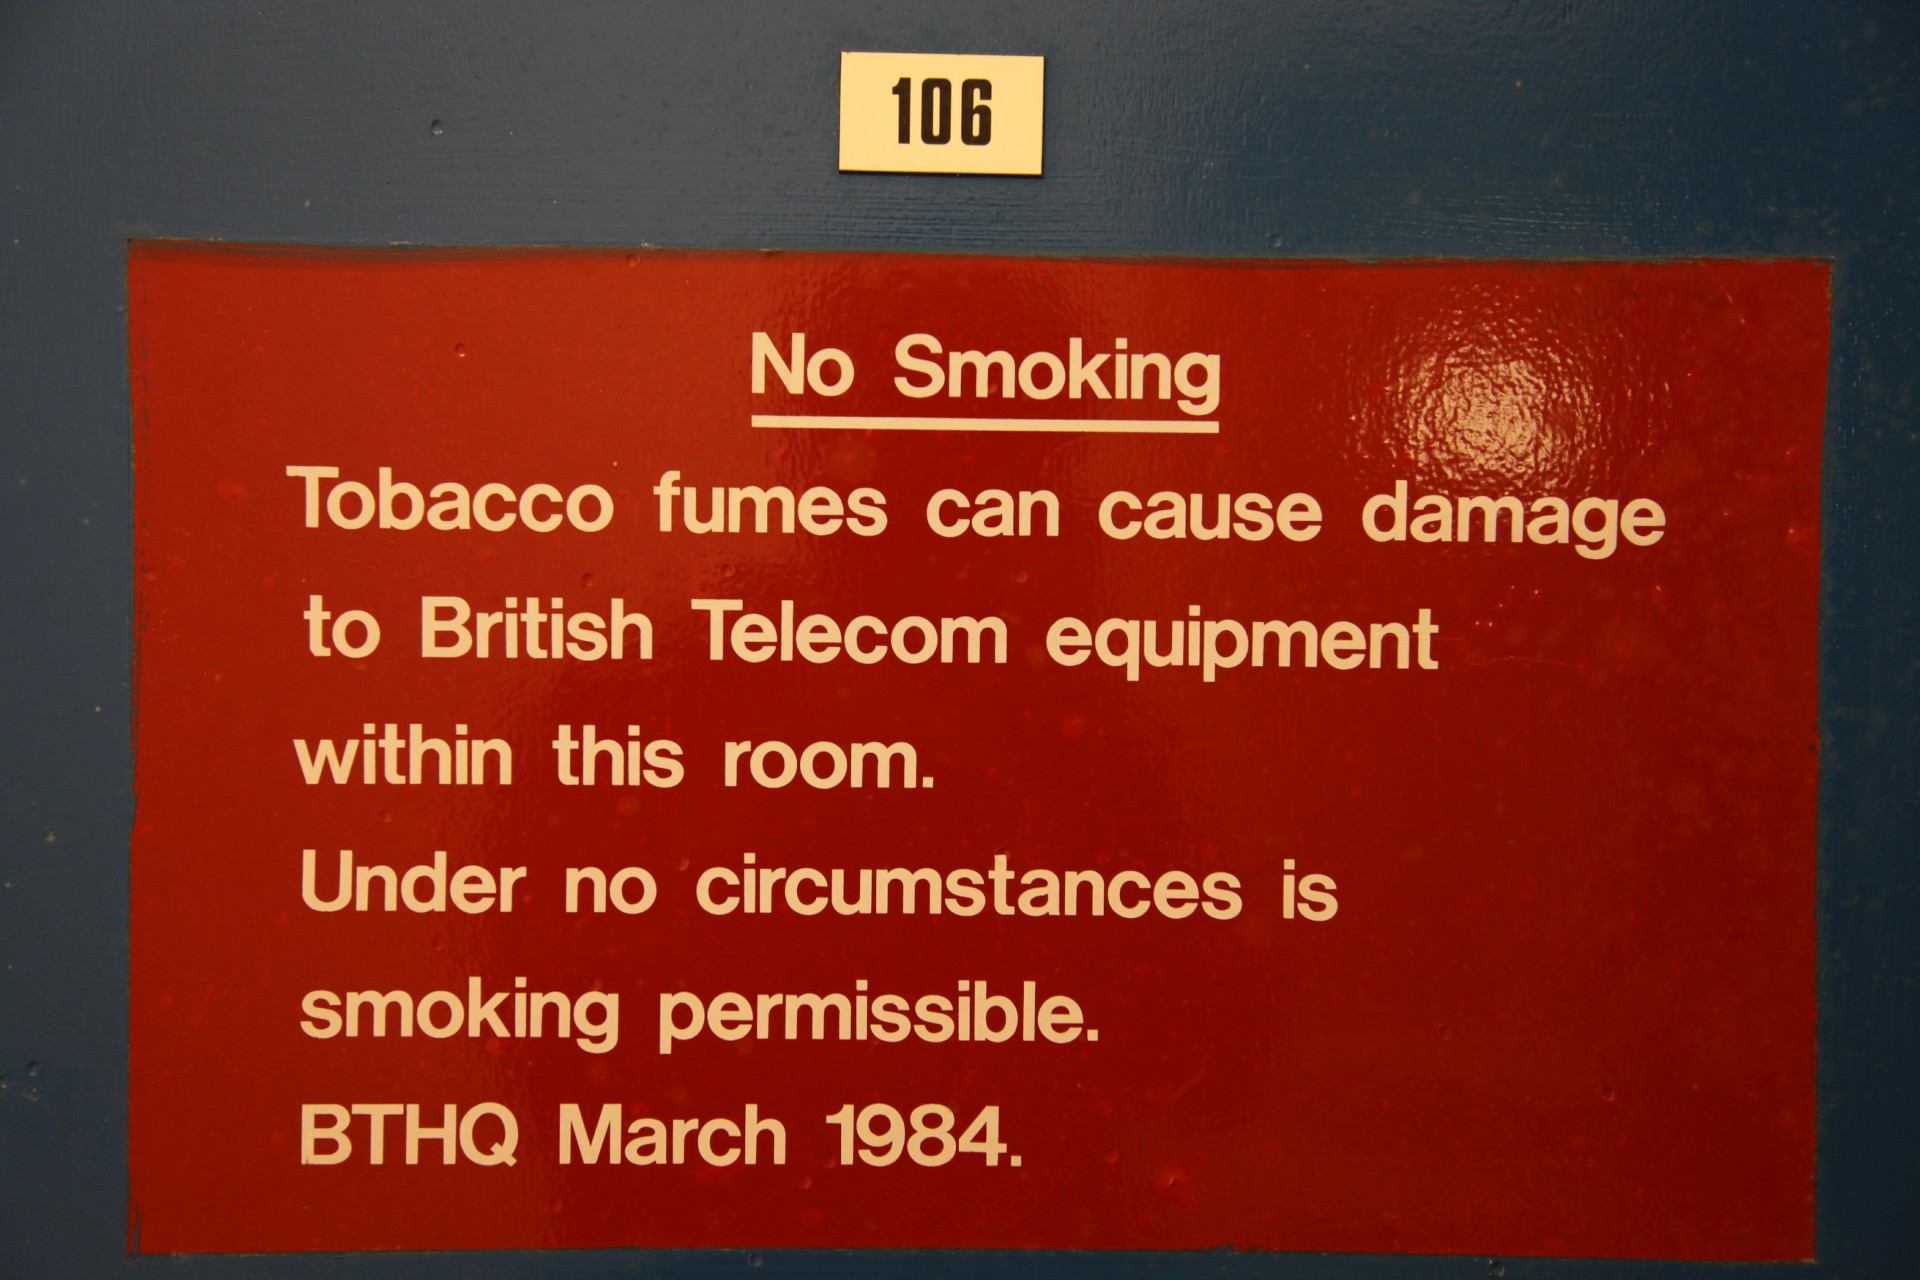 106
No Smoking
Tobacco fumes can cause damage
to British Telecom equipment
within this room.
Under no circumstances is
smoking permissible.
BTHQ March 1984.